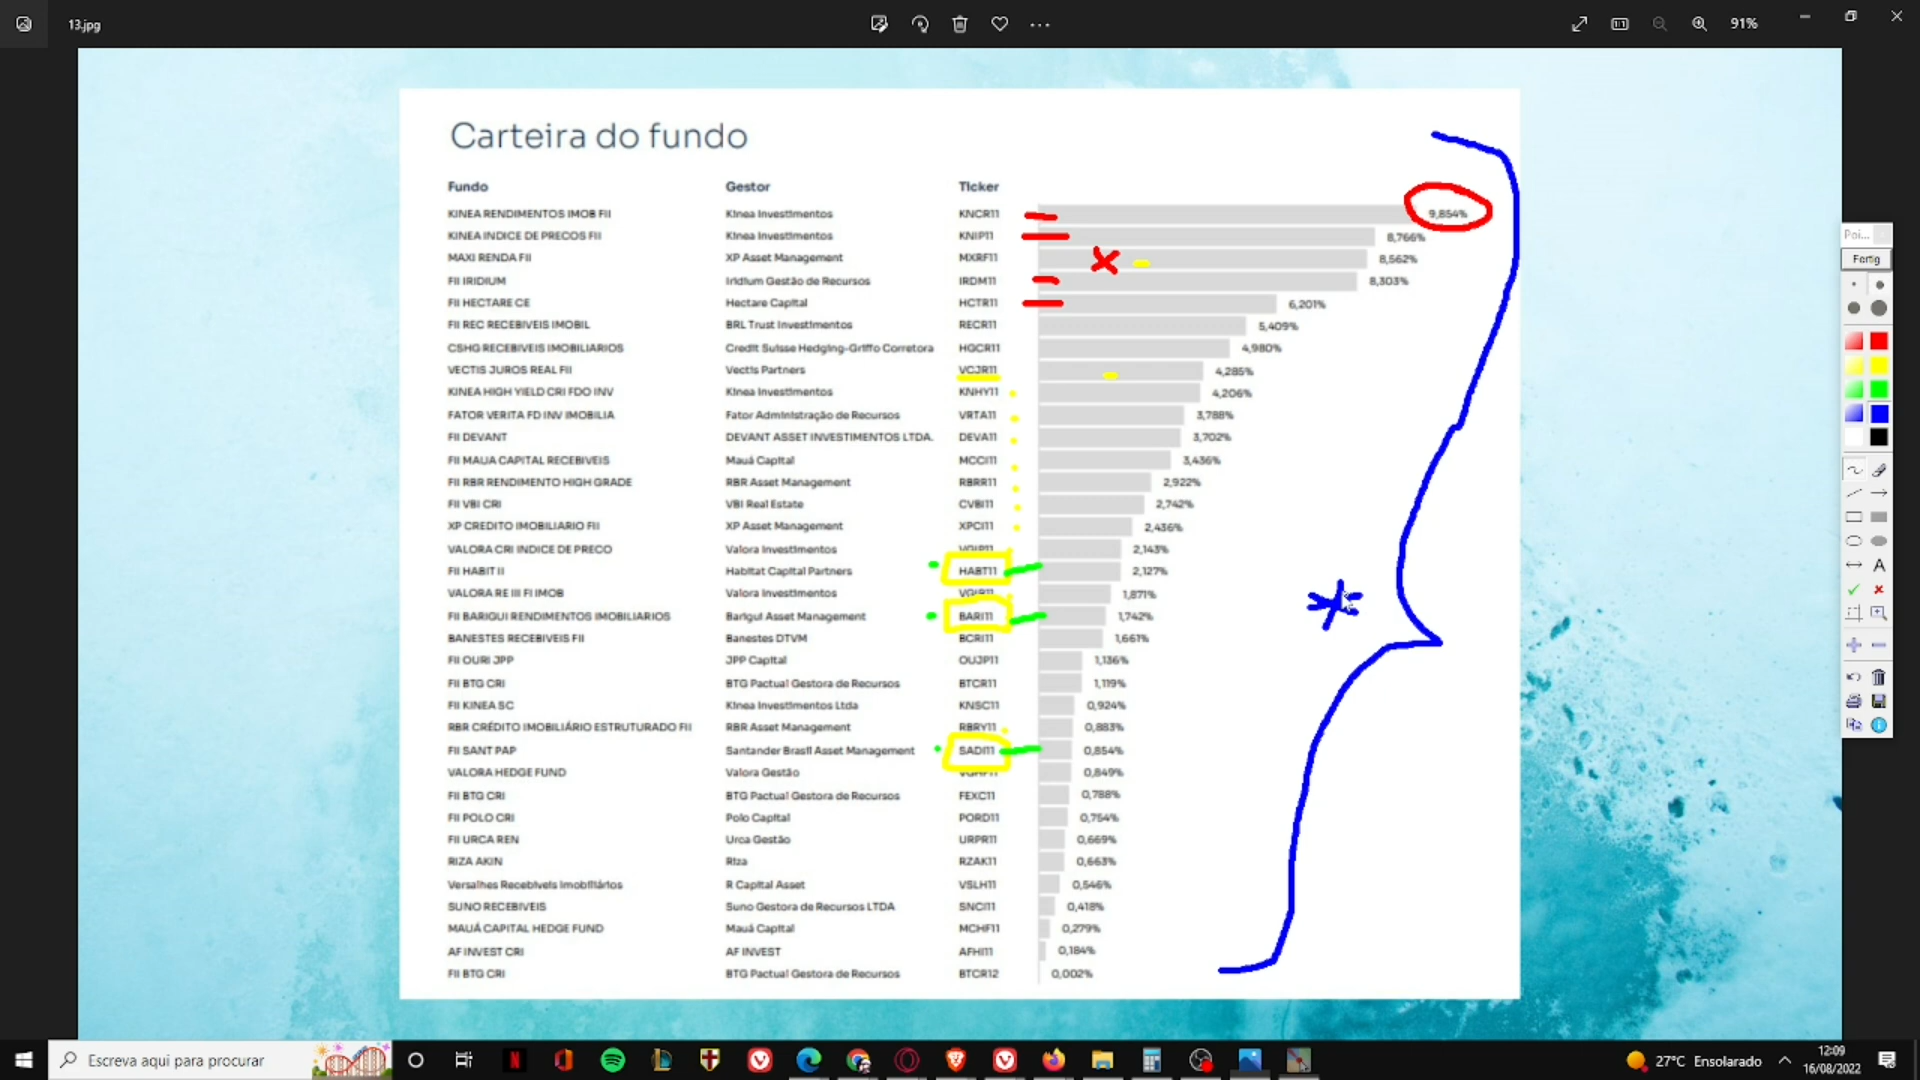 13.jpg
91%
Carteira do fundo
Fundo Gestor Ticker
KINEA RENDIMENTOS IMOB FII Kinea Investimentos KNCR11 9,854%
KINEA INDICE DE PRECOS FII Kinea Investimentos KNIP11 8,766%
MAXI RENDA FII XP Asset Management MXRF11 8,562%
FII IRIDIUM Iridium Gestão de Recursos IRDM11 8,303%
FII HECTARE CE Hectare Capital HCTR11 6,201%
FII REC RECEBIVEIS IMOBIL BRL Trust Investimentos RECR11 5,409%
CSHG RECEBIVEIS IMOBILIARIOS Credit Suisse Hedging-Griffo Corretora HGCR11 4,980%
VECTIS JUROS REAL FII Vectis Partners VCJR11 4,285%
KINEA HIGH YIELD CRI FDO INV Kinea Investimentos KNHY11 4,206%
FATOR VERITA FD INV IMOBILIA Fator Administração de Recursos VRTA11 3,788%
FII DEVANT DEVANT ASSET INVESTIMENTOS LTDA. DEVA11 3,702%
FII MAUA CAPITAL RECEBIVEIS Mauá Capital MCCI11 3,436%
FII RBR RENDIMENTO HIGH GRADE RBR Asset Management RBRR11 2,922%
FII VBI CRI VBI Real Estate CVBI11 2,742%
XP CREDITO IMOBILIARIO FII XP Asset Management XPCI11 2,436%
VALORA CRI INDICE DE PRECO Valora Investimentos VGIP11 2,143%
FII HABIT II Habitat Capital Partners HABT11 2,127%
VALORA RE III FI IMOB Valora Investimentos VGIR11 1,871%
FII BARIGUI RENDIMENTOS IMOBILIARIOS Barigui Asset Management BARI11 1,742%
BANESTES RECEBIVEIS FII Banestes DTVM BCRI11 1,661%
FII OURI JPP JPP Capital OUJP11 1,136%
FII BTG CRI BTG Pactual Gestora de Recursos BTCR11 1,119%
FII KINEA SC Kinea Investimentos Ltda KNSC11 0,924%
RBR CRÉDITO IMOBILIÁRIO ESTRUTURADO FII RBR Asset Management RBRY11 0,883%
FII SANT PAP Santander Brasil Asset Management SADI11 0,854%
VALORA HEDGE FUND Valora Gestão VGHF11 0,849%
FII BTG CRI BTG Pactual Gestora de Recursos FEXC11 0,788%
FII POLO CRI Polo Capital PORD11 0,754%
FII URCA REN Urca Gestão URPR11 0,669%
RIZA AKIN Riza RZAK11 0,663%
Versalhes Recebíveis Imobiliários R Capital Asset VSLH11 0,546%
SUNO RECEBIVEIS Suno Gestora de Recursos LTDA SNCI11 0,418%
MAUÁ CAPITAL HEDGE FUND Mauá Capital MCHF11 0,279%
AF INVEST CRI AF INVEST AFHI11 0,184%
FII BTG CRI BTG Pactual Gestora de Recursos BTCR12 0,002%
Poi...
Fertig
A
Escreva aqui para procurar
27°C Ensolarado
12:09
16/08/2022